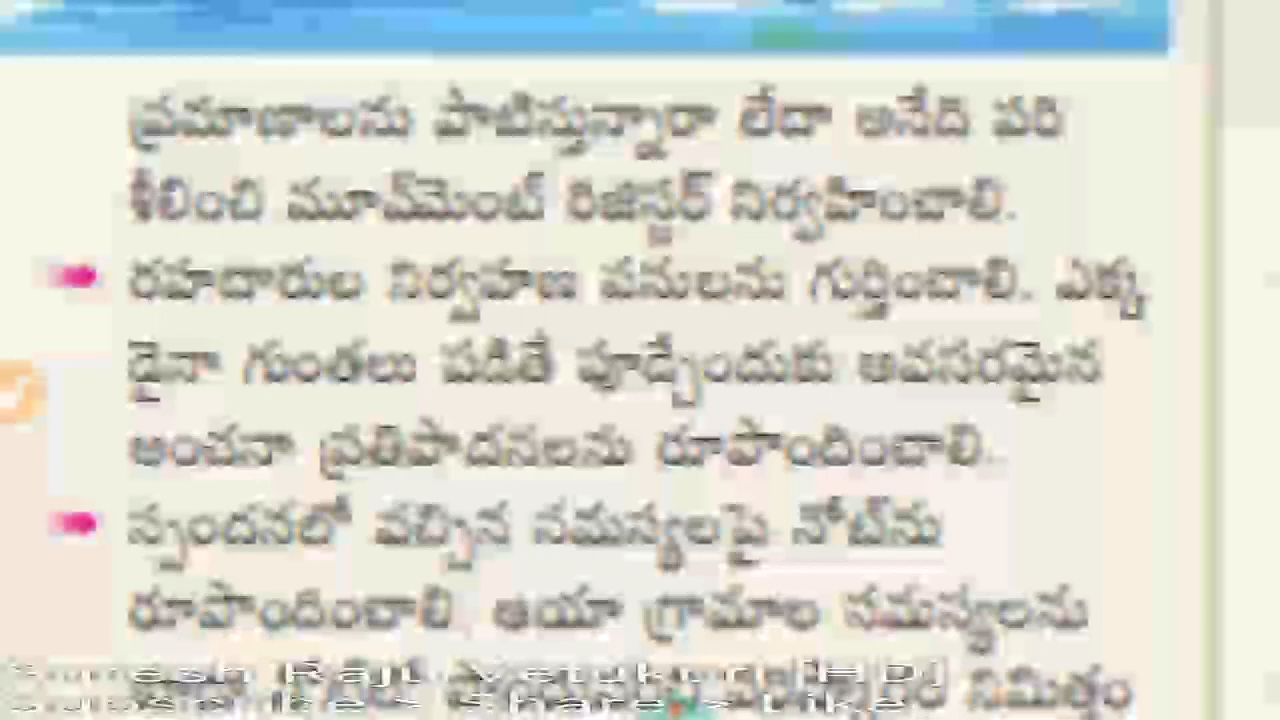 ప్రమాణాలను పాటిస్తున్నారా లేదా అనేది పరి
శీలించి మూవ్‌మెంట్ రిజిస్టర్ నిర్వహించాలి.
రహదారుల నిర్వహణ పనులను గుర్తించాలి. ఎక్క
డైనా గుంతలు పడితే పూడ్చేందుకు అవసరమైన
అంచనా ప్రతిపాదనలను రూపొందించాలి.
స్పందనలో వచ్చిన సమస్యలపై నోట్‌ను
రూపొందించాలి. ఆయా గ్రామాల సమస్యలను
నిమిత్తం